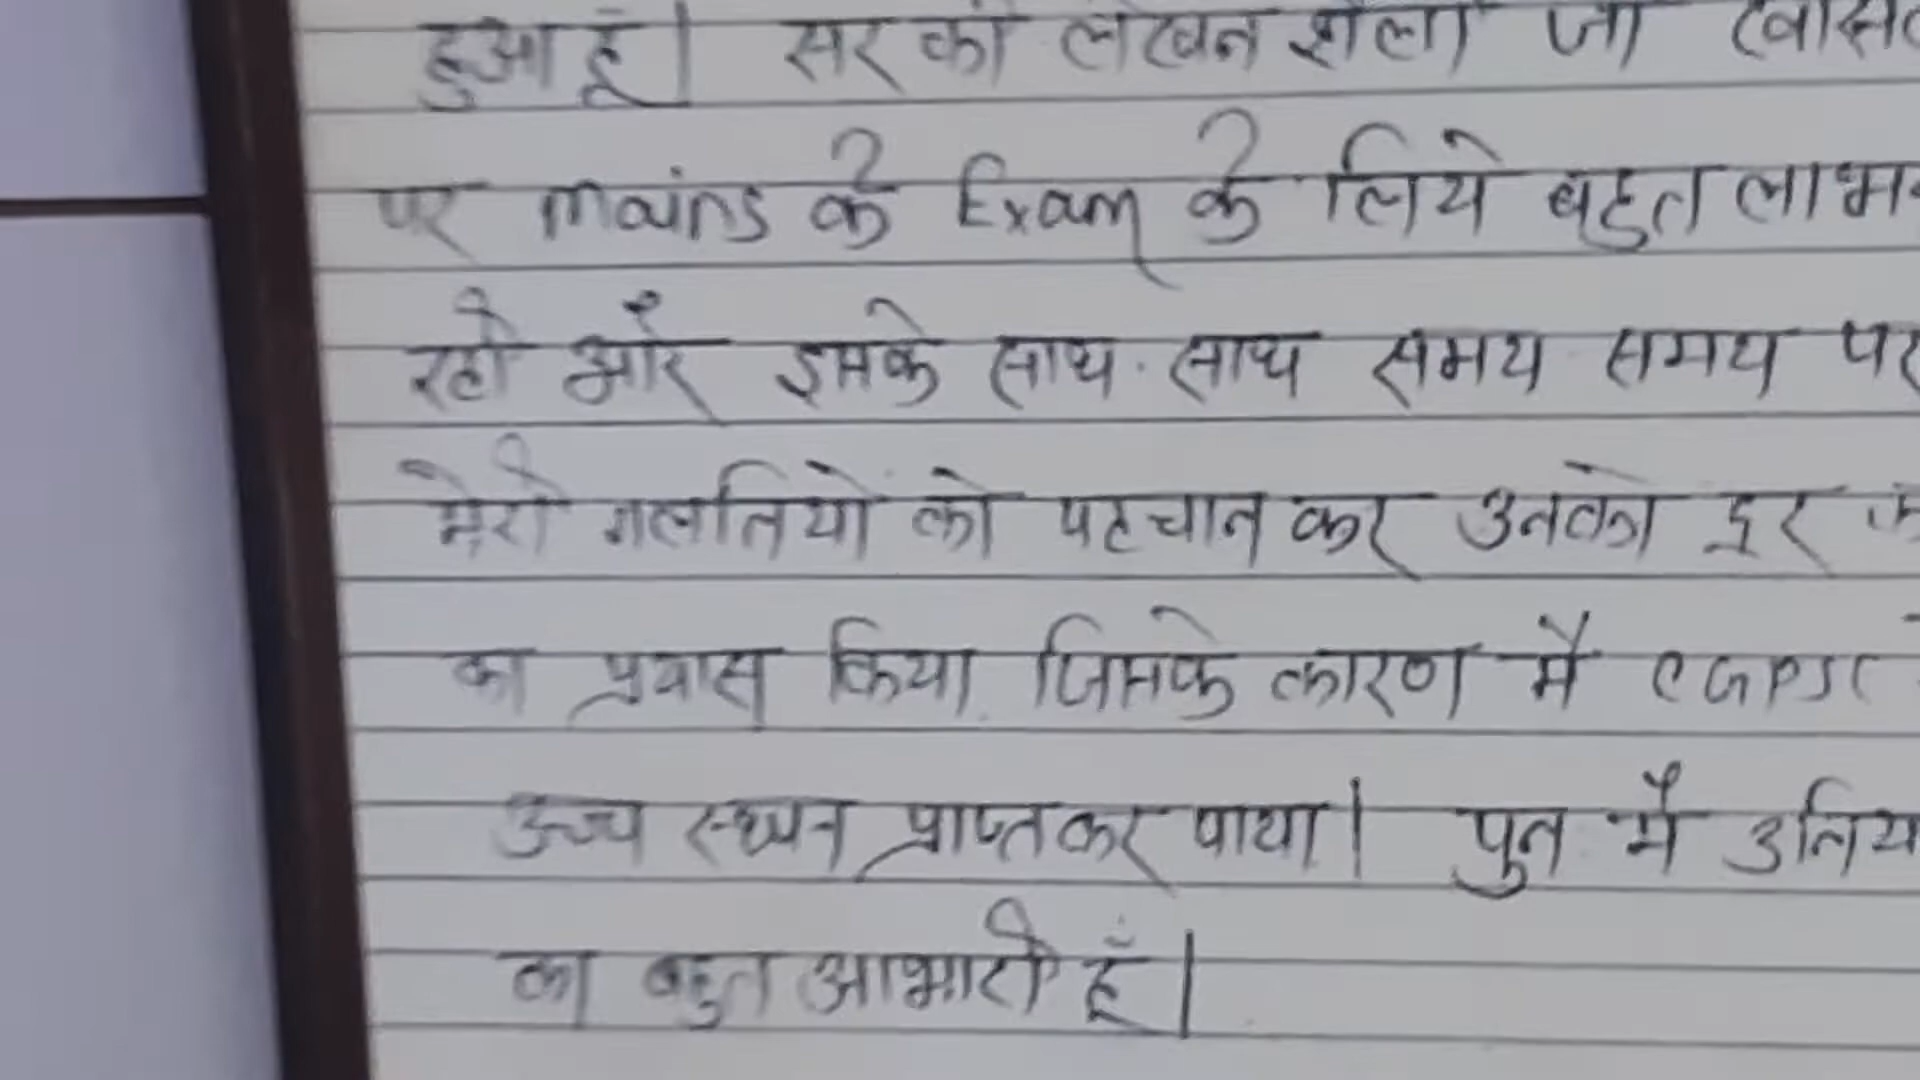 हुआ हूँ। सर की लेखन शैली जो
पर mains के Exam के लिये बहुत
रही और इसके साथ-साथ समय समय पर
मेरी गलतियों को पहचान कर उनको दूर
का प्रयास किया जिसके कारण मै CGPSC
उच्च स्थान प्राप्त कर पाया। पुन मै
का बहुत आभारी हूँ।